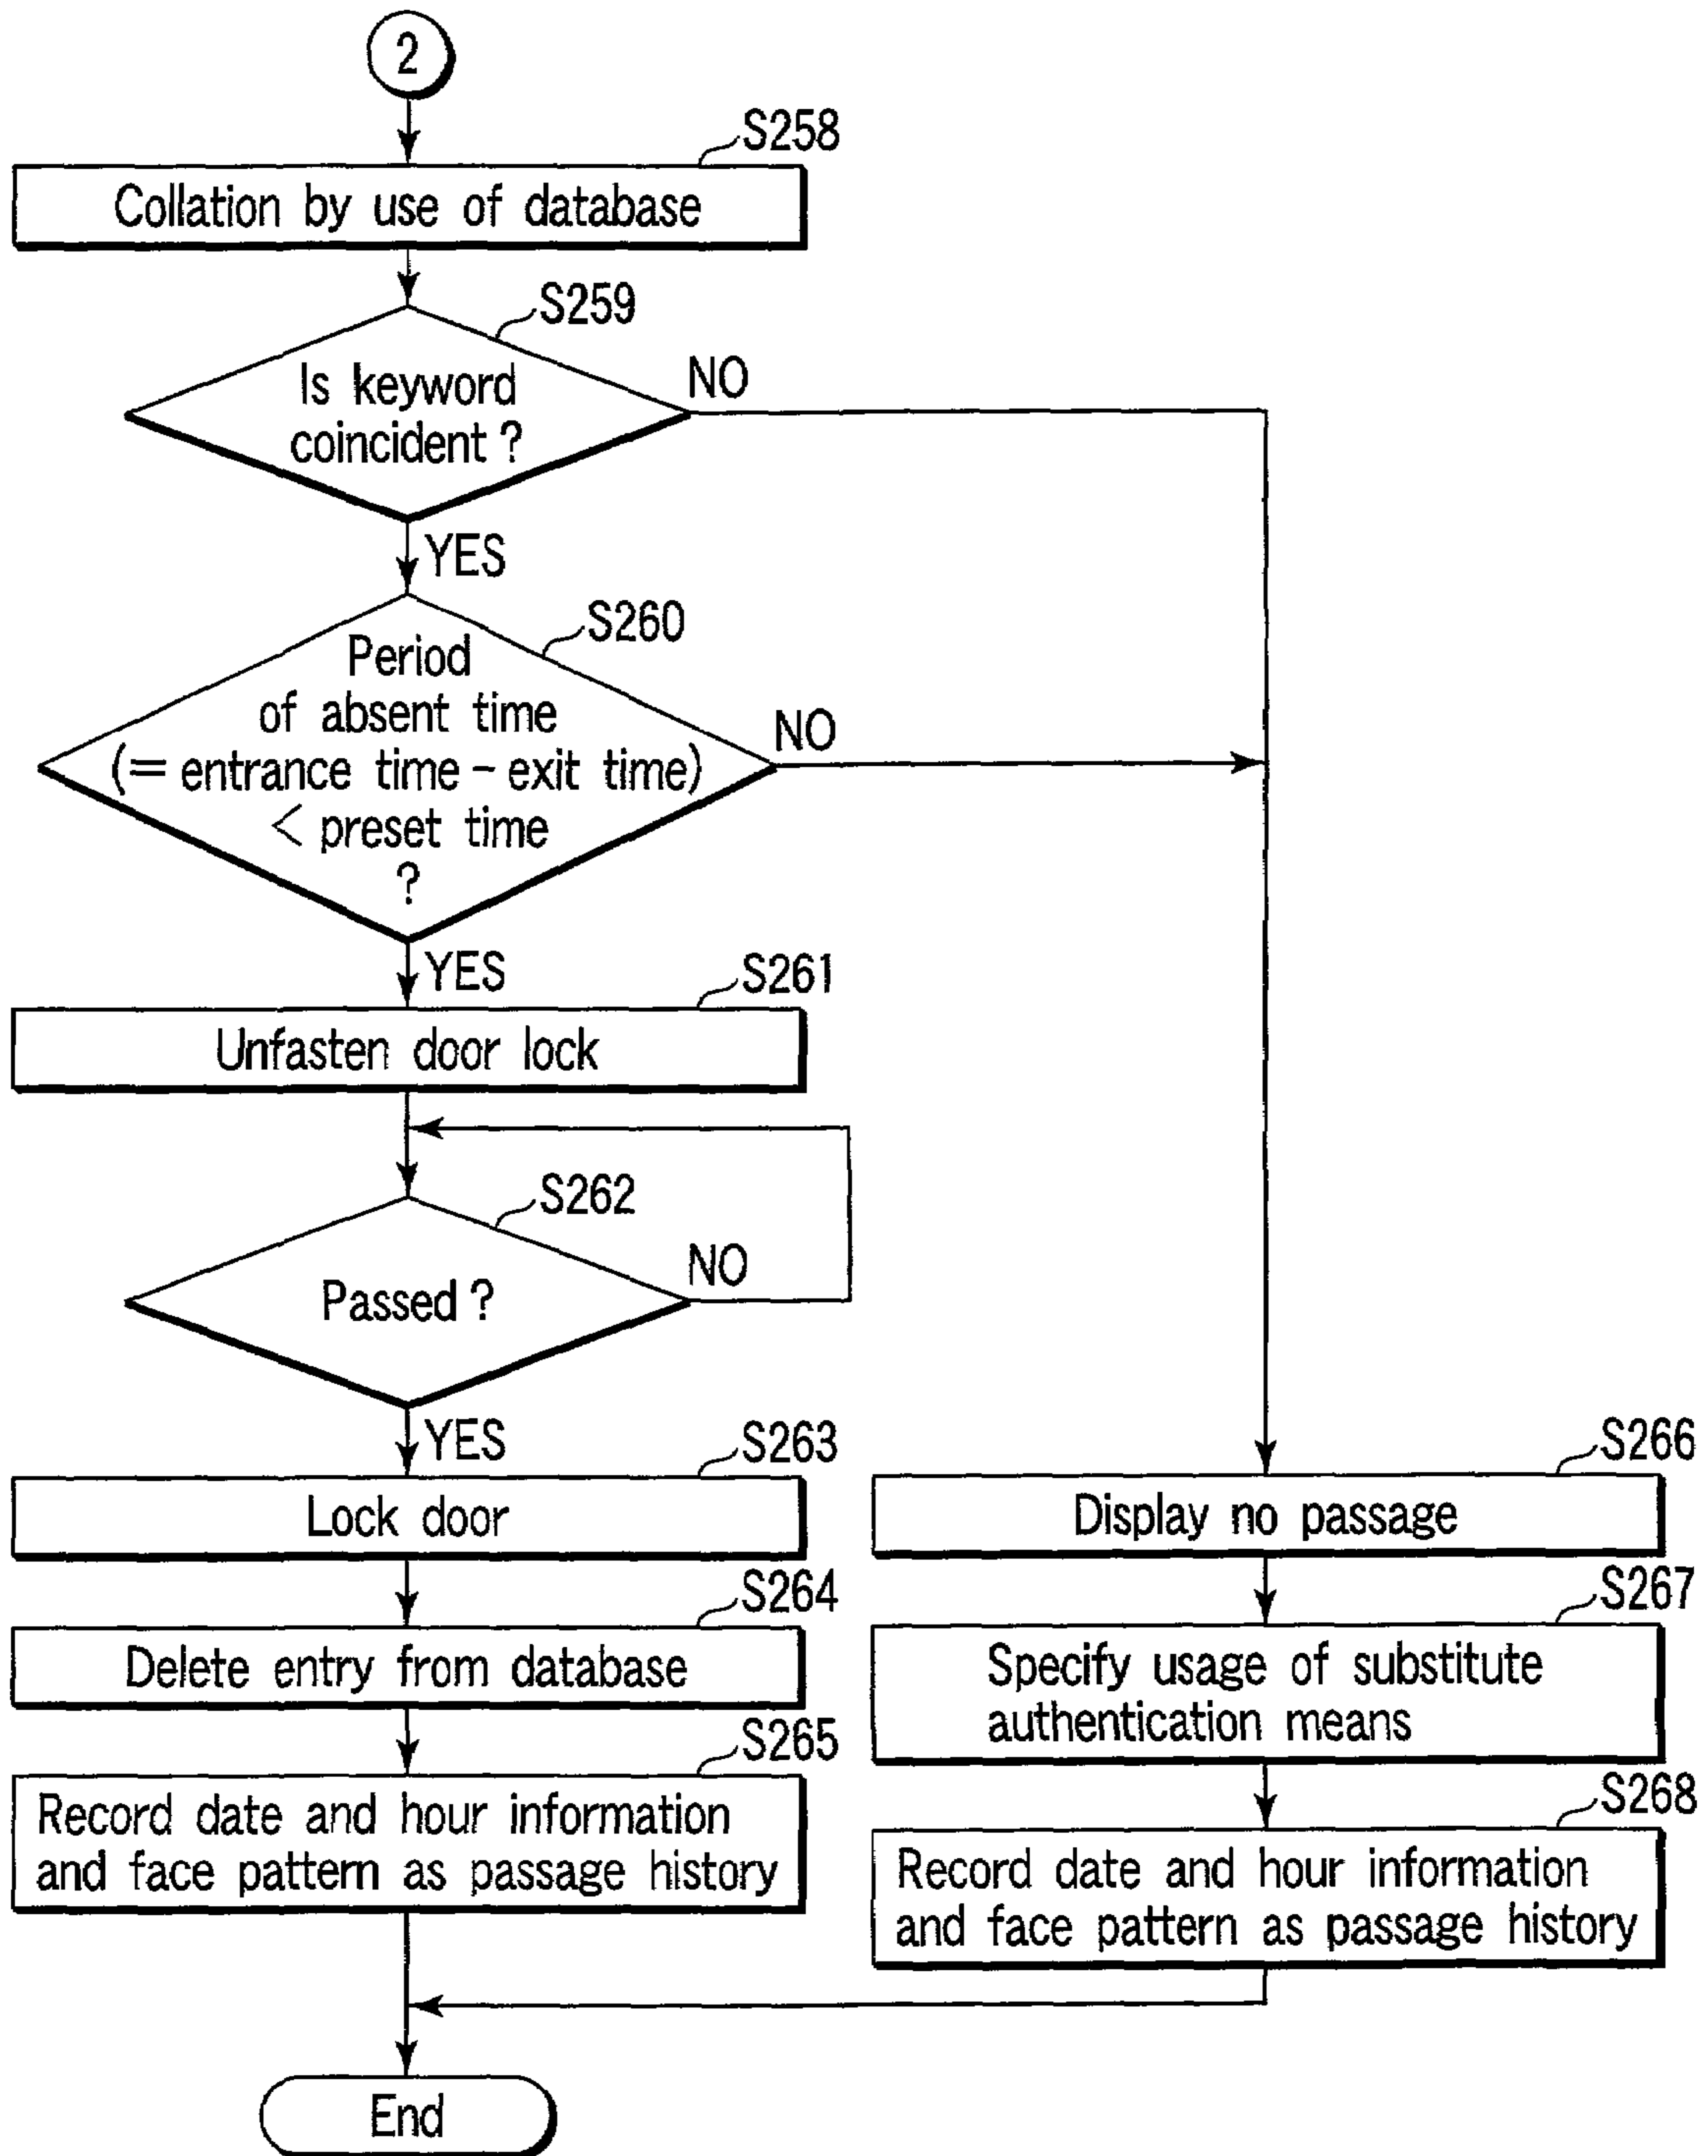 2
S258
Collation by use of database
S259
Is keyword
coincident ?
NO
YES
S260
Period
of absent time
(= entrance time - exit time)
< preset time
?
NO
YES
S261
Unfasten door lock
S262
Passed ?
NO
YES
S263
Lock door
S264
Delete entry from database
S265
Record date and hour information
and face pattern as passage history
S266
Display no passage
S267
Specify usage of substitute
authentication means
S268
Record date and hour information
and face pattern as passage history
End